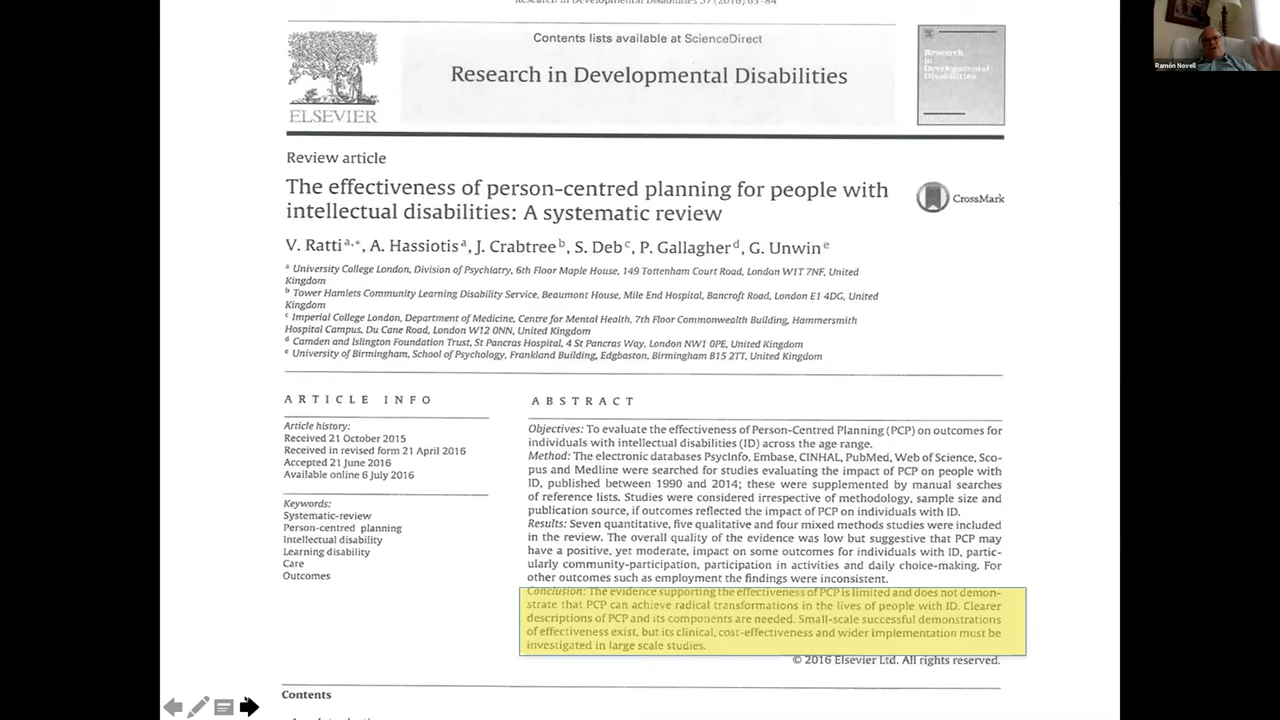 Research in Developmental Disabilities 57 (2016) 63–84
Ramón Novell
Contents lists available at ScienceDirect
Research in Developmental Disabilities
ELSEVIER
Research
in
Developmental
Disabilities
Review article
The effectiveness of person-centred planning for people with
intellectual disabilities: A systematic review
CrossMark
V. Ratti a,*, A. Hassiotis a, J. Crabtree b, S. Deb c, P. Gallagher d, G. Unwin e
a University College London, Division of Psychiatry, 6th Floor Maple House, 149 Tottenham Court Road, London W1T 7NF, United
Kingdom
b Tower Hamlets Community Learning Disability Service, Beaumont House, Mile End Hospital, Bancroft Road, London E1 4DG, United
Kingdom
c Imperial College London, Department of Medicine, Centre for Mental Health, 7th Floor Commonwealth Building, Hammersmith
Hospital Campus, Du Cane Road, London W12 0NN, United Kingdom
d Camden and Islington Foundation Trust, St Pancras Hospital, 4 St Pancras Way, London NW1 0PE, United Kingdom
e University of Birmingham, School of Psychology, Frankland Building, Edgbaston, Birmingham B15 2TT, United Kingdom
ARTICLE INFO
Article history:
Received 21 October 2015
Received in revised form 21 April 2016
Accepted 21 June 2016
Available online 6 July 2016
Keywords:
Systematic-review
Person-centred planning
Intellectual disability
Learning disability
Care
Outcomes
ABSTRACT
Objectives: To evaluate the effectiveness of Person-Centred Planning (PCP) on outcomes for
individuals with intellectual disabilities (ID) across the age range.
Method: The electronic databases PsycInfo, Embase, CINHAL, PubMed, Web of Science, Sco-
pus and Medline were searched for studies evaluating the impact of PCP on people with
ID, published between 1990 and 2014; these were supplemented by manual searches
of reference lists. Studies were considered irrespective of methodology, sample size and
publication source, if outcomes reflected the impact of PCP on individuals with ID.
Results: Seven quantitative, five qualitative and four mixed methods studies were included
in the review. The overall quality of the evidence was low but suggestive that PCP may
have a positive, yet moderate, impact on some outcomes for individuals with ID, partic-
ularly community-participation, participation in activities and daily choice-making. For
other outcomes such as employment the findings were inconsistent.
Conclusion: The evidence supporting the effectiveness of PCP is limited and does not demon-
strate that PCP can achieve radical transformations in the lives of people with ID. Clearer
descriptions of PCP and its components are needed. Small-scale successful demonstrations
of effectiveness exist, but its clinical, cost-effectiveness and wider implementation must be
investigated in large scale studies.
© 2016 Elsevier Ltd. All rights reserved.
Contents